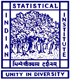 INDIAN STATISTICAL INSTITUTE
UNITY IN DIVERSITY